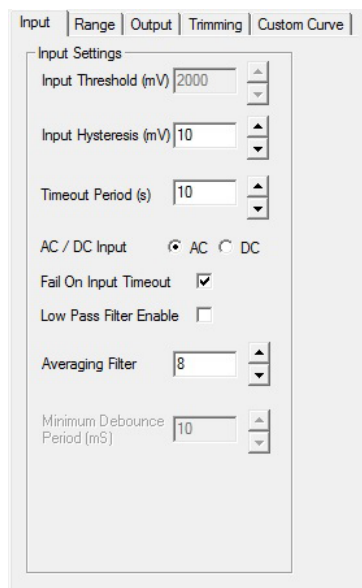 Input Range Output Trimming Custom Curve
Input Settings
Input Threshold (mV) 2000
Input Hysteresis (mV) 10
Timeout Period (s) 10
AC / DC Input AC DC
Fail On Input Timeout
Low Pass Filter Enable
Averaging Filter 8
Minimum Debounce
Period (mS) 10